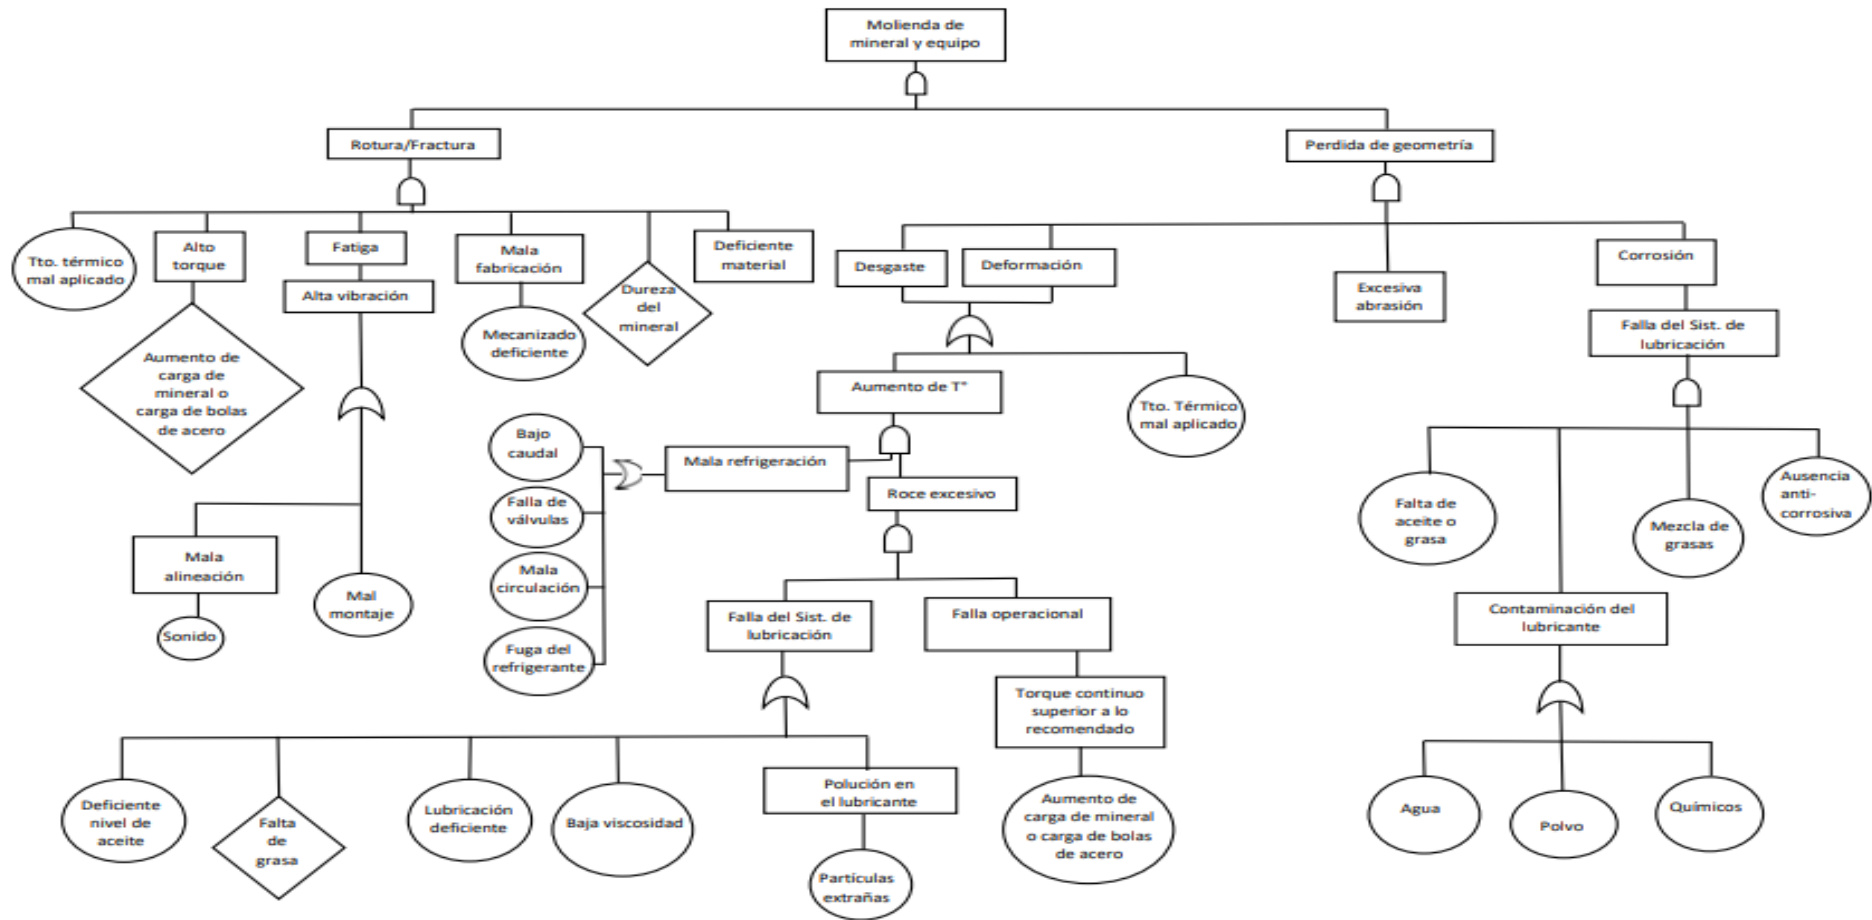 Molienda de
mineral y equipo
Rotura/Fractura
Perdida de geometría
Tto. térmico
mal aplicado
Alto
torque
Fatiga
Mala
fabricación
Deficiente
material
Alta vibración
Dureza
del
mineral
Mecanizado
deficiente
Aumento de
carga de
mineral o
carga de bolas
de acero
Mala
alineación
Sonido
Mal
montaje
Desgaste
Deformación
Excesiva
abrasión
Corrosión
Falla del Sist. de
lubricación
Aumento de T°
Tto. Térmico
mal aplicado
Bajo
caudal
Falla de
válvulas
Mala
circulación
Fuga del
refrigerante
Mala refrigeración
Roce excesivo
Falla del Sist. de
lubricación
Falla operacional
Torque continuo
superior a lo
recomendado
Aumento de
carga de mineral
o carga de bolas
de acero
Deficiente
nivel de
aceite
Falta
de
grasa
Lubricación
deficiente
Baja viscosidad
Polución en
el lubricante
Partículas
extrañas
Falta de
aceite o
grasa
Mezcla de
grasas
Ausencia
anti-
corrosiva
Contaminación del
lubricante
Agua
Polvo
Químicos